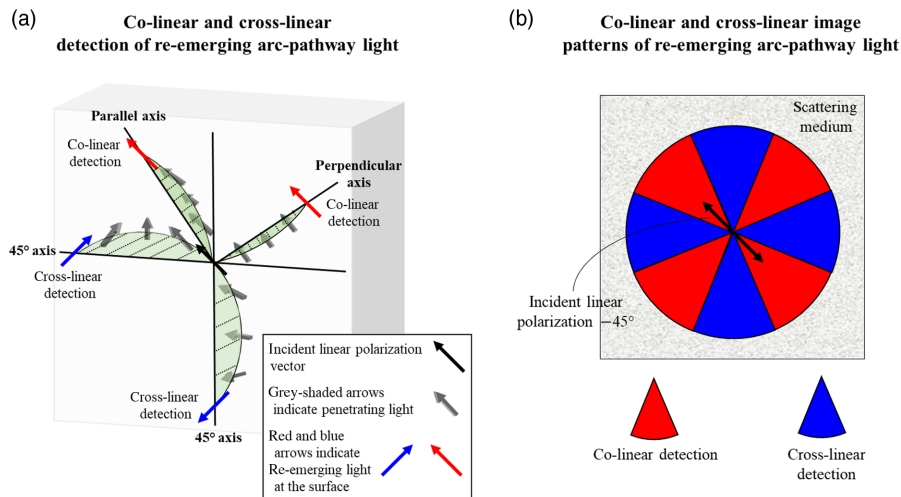 (a)
Co-linear and cross-linear
detection of re-emerging arc-pathway light
Parallel axis
Co-linear
detection
Perpendicular
axis
Co-linear
detection
45° axis
Cross-linear
detection
Cross-linear
detection
45° axis
Incident linear polarization
vector
Grey-shaded arrows
indicate penetrating light
Red and blue
arrows indicate
Re-emerging light
at the surface
(b)
Co-linear and cross-linear image
patterns of re-emerging arc-pathway light
Scattering
medium
Incident linear
polarization −45°
Co-linear detection
Cross-linear
detection